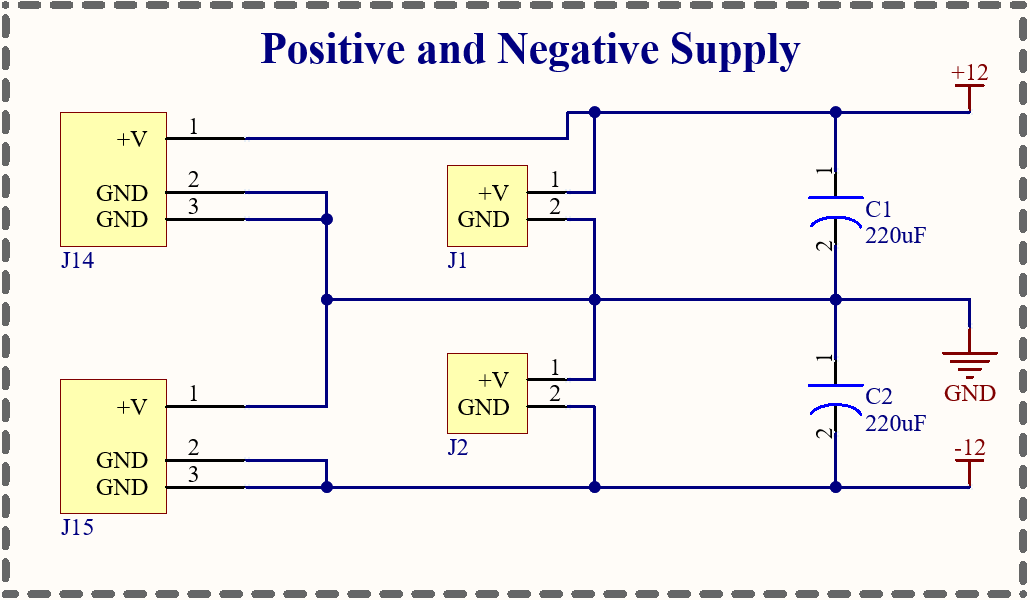 Positive and Negative Supply
+12
+V 1
GND 2
GND 3
J14
+V 1
GND 2
J1
1
C1
220uF
2
+V 1
GND 2
J2
1
C2
220uF
2
GND
+V 1
GND 2
GND 3
J15
-12